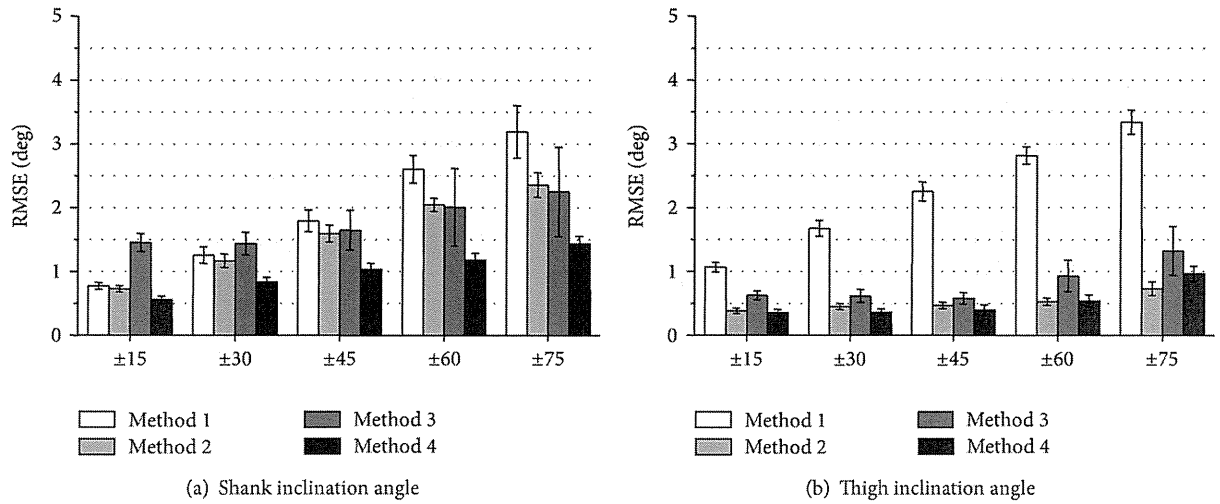 5
4
3
2
1
0
RMSE (deg)
±15
±30
±45
±60
±75
Method 1
Method 3
Method 2
Method 4
(a) Shank inclination angle
5
4
3
2
1
0
RMSE (deg)
±15
±30
±45
±60
±75
Method 1
Method 3
Method 2
Method 4
(b) Thigh inclination angle